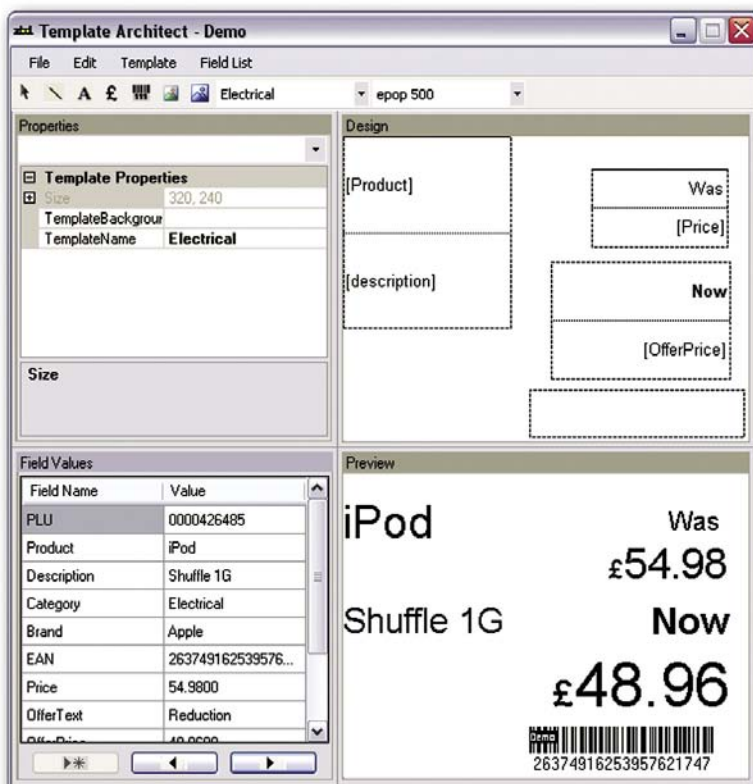 Template Architect - Demo
File Edit Template Field List
A £ Electrical epop 500
Properties
Template Properties
Size 320, 240
TemplateBackgrour
TemplateName Electrical
Size
Design
[Product]
[description]
Was
[Price]
Now
[OfferPrice]
Field Values
Field Name Value
PLU 0000426485
Product iPod
Description Shuffle 1G
Category Electrical
Brand Apple
EAN 263749162539576...
Price 54.9800
OfferText Reduction
Preview
iPod
Was
£54.98
Shuffle 1G
Now
£48.96
Demo
26374916253957621747